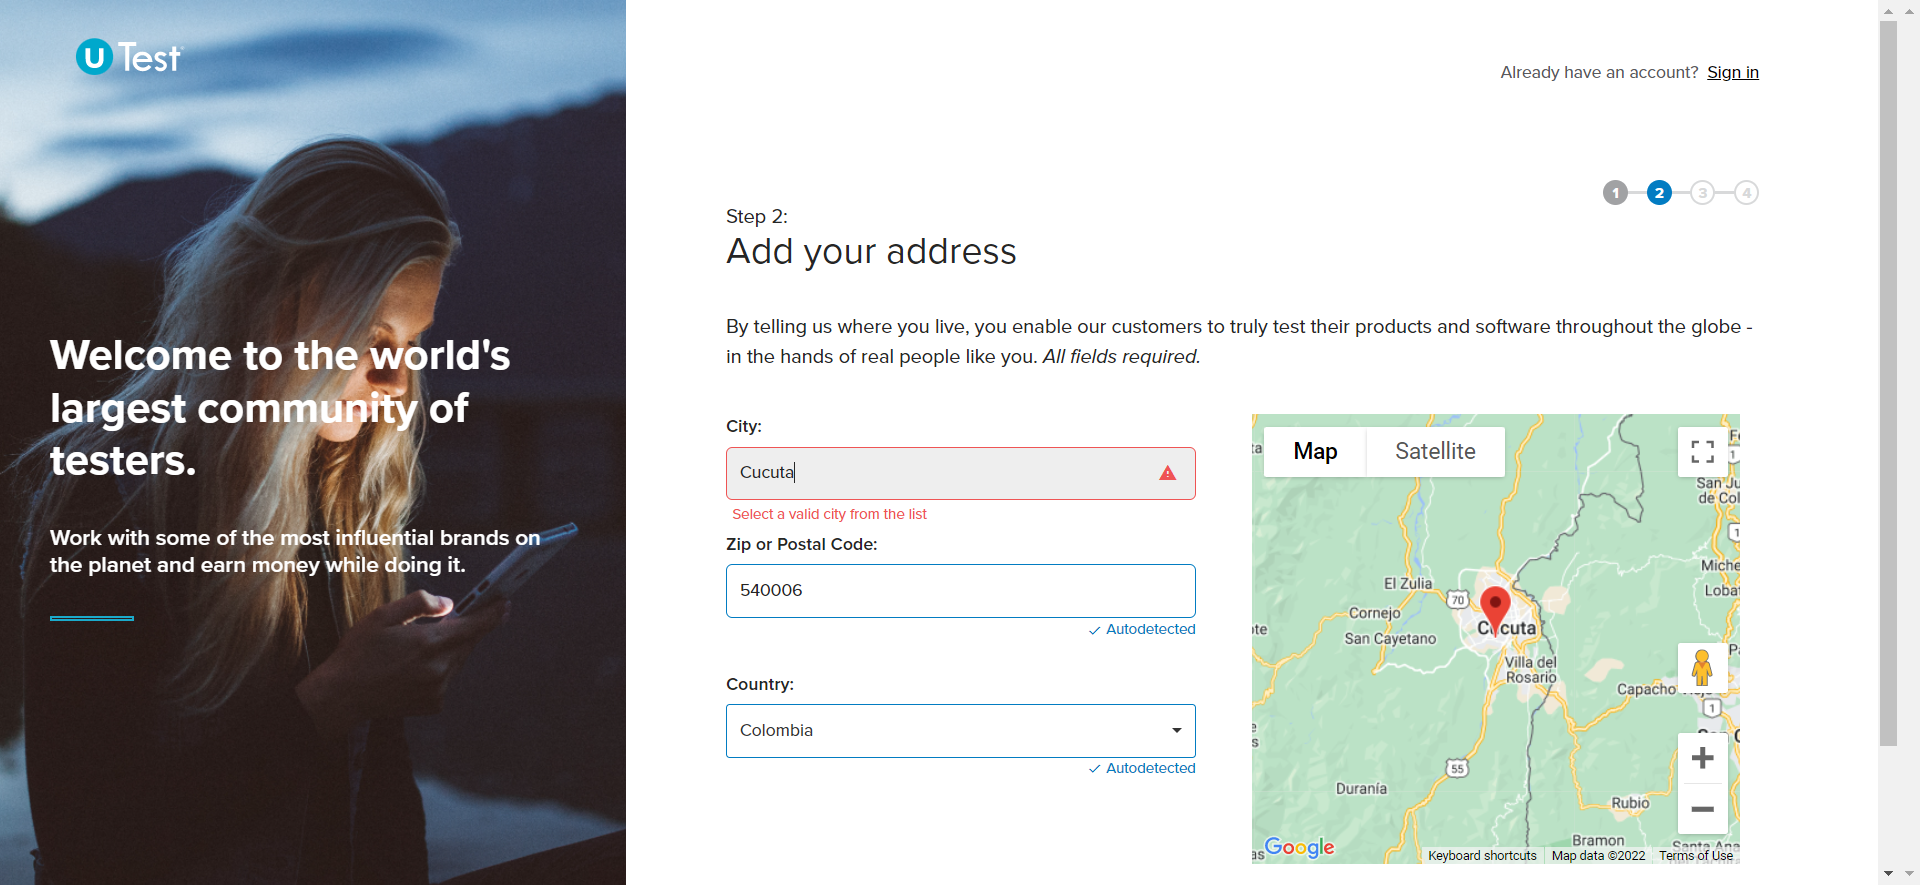 U Test
Welcome to the world's
largest community of
testers.
Work with some of the most influential brands on
the planet and earn money while doing it.
Already have an account? Sign in
1 2 3 4
Step 2:
Add your address
By telling us where you live, you enable our customers to truly test their products and software throughout the globe -
in the hands of real people like you. All fields required.
City:
Cucuta
Select a valid city from the list
Zip or Postal Code:
540006
Autodetected
Country:
Colombia
Autodetected
Map Satellite
San Ju
de Col
El Zulia
70
Cornejo
San Cayetano
Cucuta
Miche
Lobat
Villa del
Rosario
Capacho
1
55
Duranía
Rubio
Bramon
Santa Ana
Google
Keyboard shortcuts Map data ©2022 Terms of Use